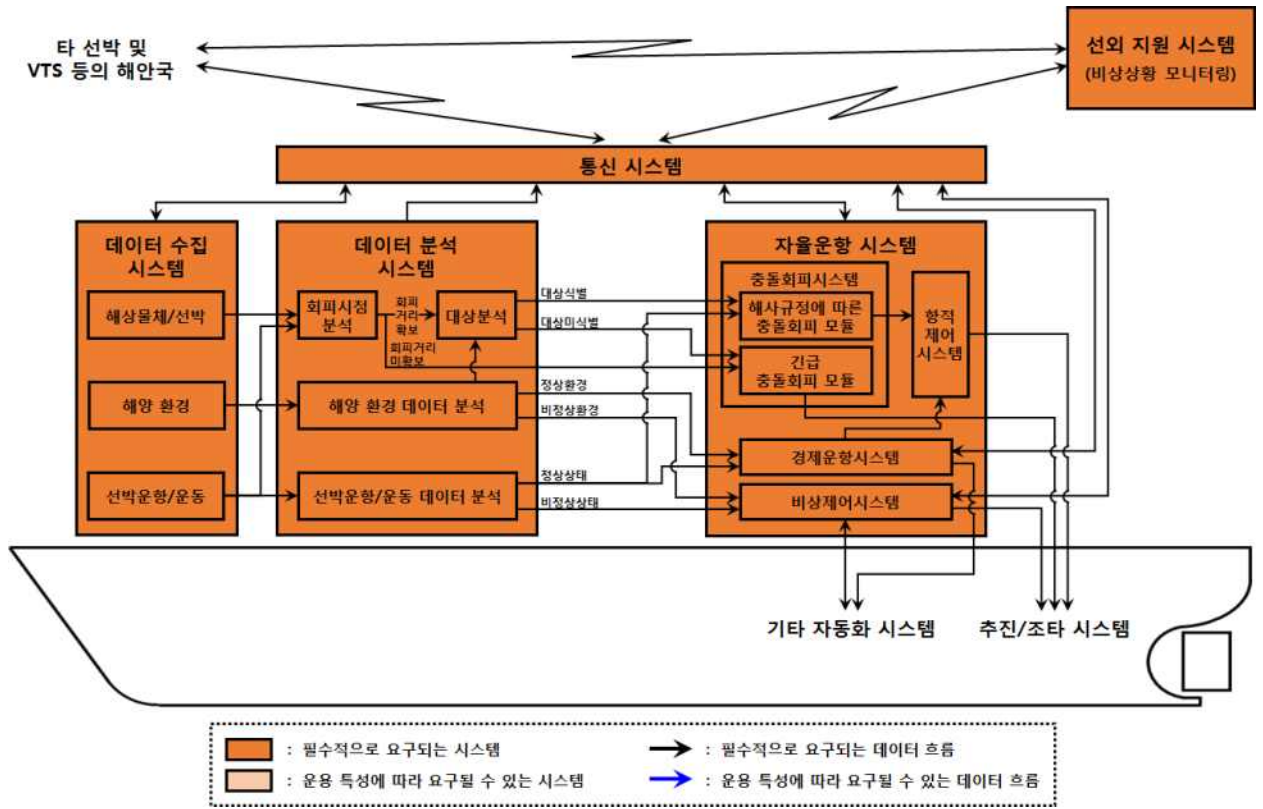 타 선박 및
VTS 등의 해안국
선외 지원 시스템
(비상상황 모니터링)
통신 시스템
데이터 수집
시스템
해상물체/선박
해양 환경
선박운항/운동
데이터 분석
시스템
회피시점
분석
회피
거리
확보
회피거리
미확보
대상분석
해양 환경 데이터 분석
선박운항/운동 데이터 분석
대상식별
대상미식별
정상환경
비정상환경
정상상태
비정상상태
자율운항 시스템
충돌회피시스템
해사규정에 따른
충돌회피 모듈
긴급
충돌회피 모듈
항적
제어
시스템
경제운항시스템
비상제어시스템
기타 자동화 시스템
추진/조타 시스템
: 필수적으로 요구되는 시스템
: 필수적으로 요구되는 데이터 흐름
: 운용 특성에 따라 요구될 수 있는 시스템
: 운용 특성에 따라 요구될 수 있는 데이터 흐름